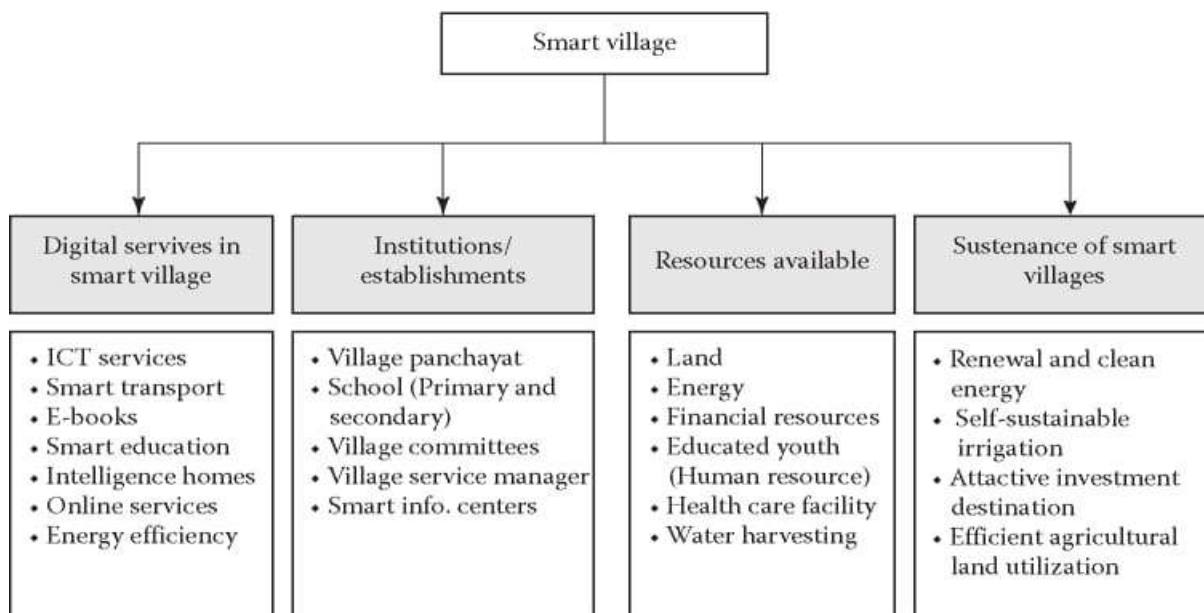 Smart village
Digital servives in
smart village
Institutions/
establishments
Resources available
Sustenance of smart
villages
• ICT services
• Smart transport
• E-books
• Smart education
• Intelligence homes
• Online services
• Energy efficiency
• Village panchayat
• School (Primary and
secondary)
• Village committees
• Village service manager
• Smart info. centers
• Land
• Energy
• Financial resources
• Educated youth
(Human resource)
• Health care facility
• Water harvesting
• Renewal and clean
energy
• Self-sustainable
irrigation
• Attactive investment
destination
• Efficient agricultural
land utilization